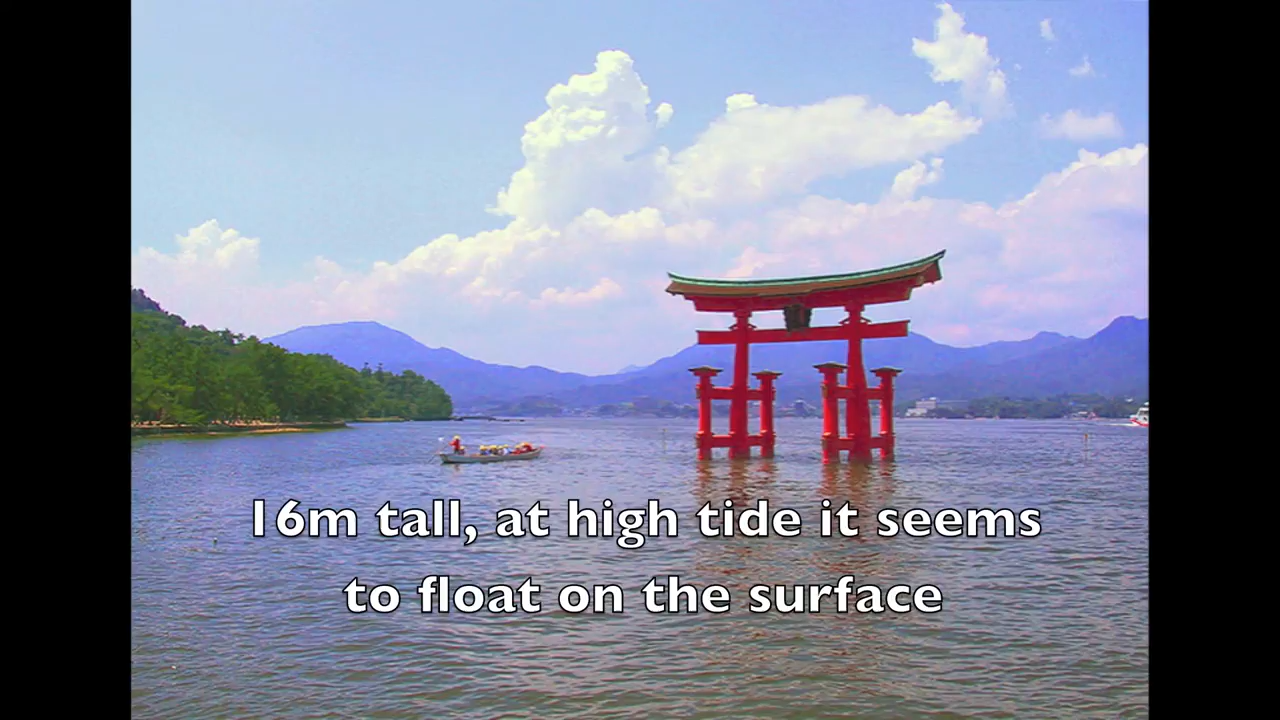 16m tall, at high tide it seems
to float on the surface